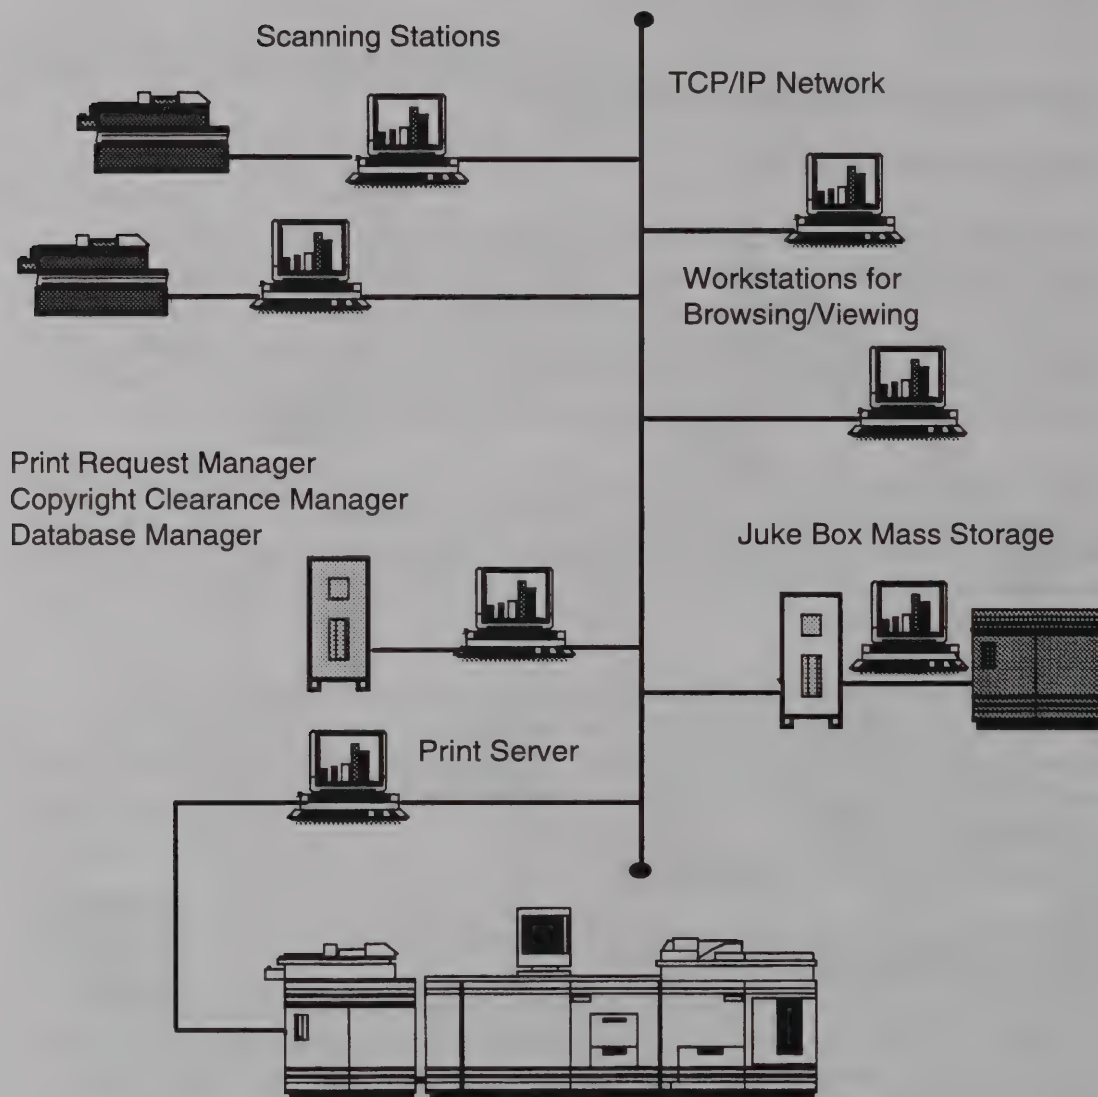 Scanning Stations
TCP/IP Network
Workstations for
Browsing/Viewing
Print Request Manager
Copyright Clearance Manager
Database Manager
Juke Box Mass Storage
Print Server